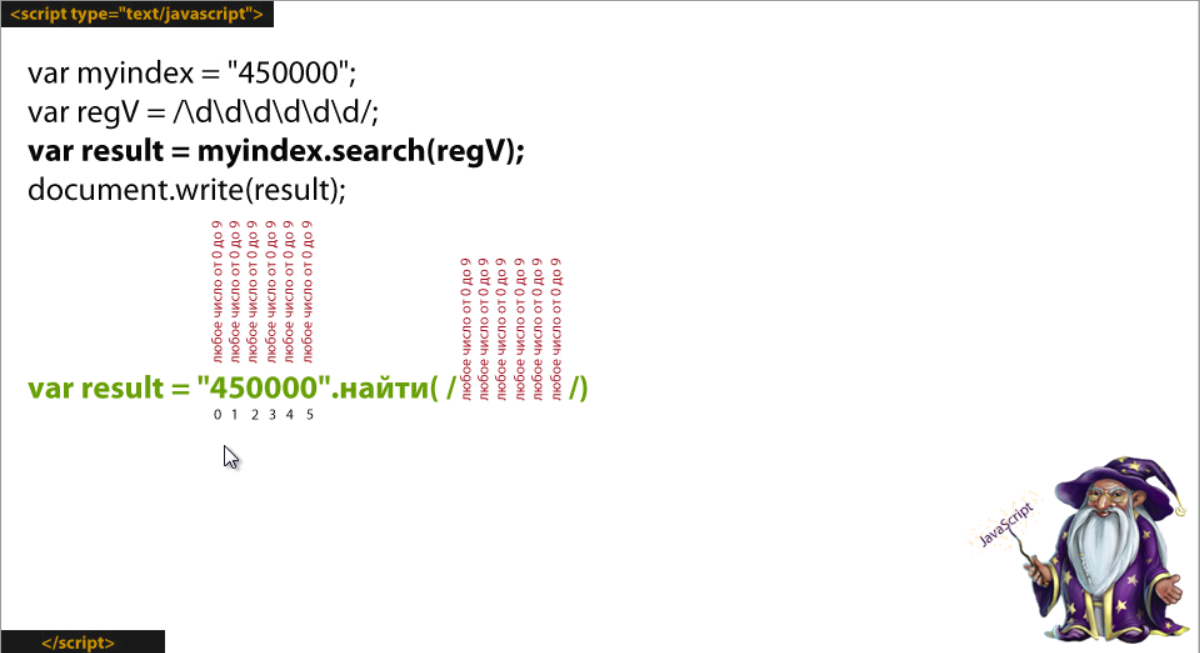 <script type="text/javascript">
var myindex = "450000";
var regV = /\d\d\d\d\d\d/;
var result = myindex.search(regV);
document.write(result);
любое число от 0 до 9
любое число от 0 до 9
любое число от 0 до 9
любое число от 0 до 9
любое число от 0 до 9
любое число от 0 до 9
любое число от 0 до 9
любое число от 0 до 9
любое число от 0 до 9
любое число от 0 до 9
любое число от 0 до 9
любое число от 0 до 9
var result = "450000".найти( / /)
0 1 2 3 4 5
JavaScript
</script>